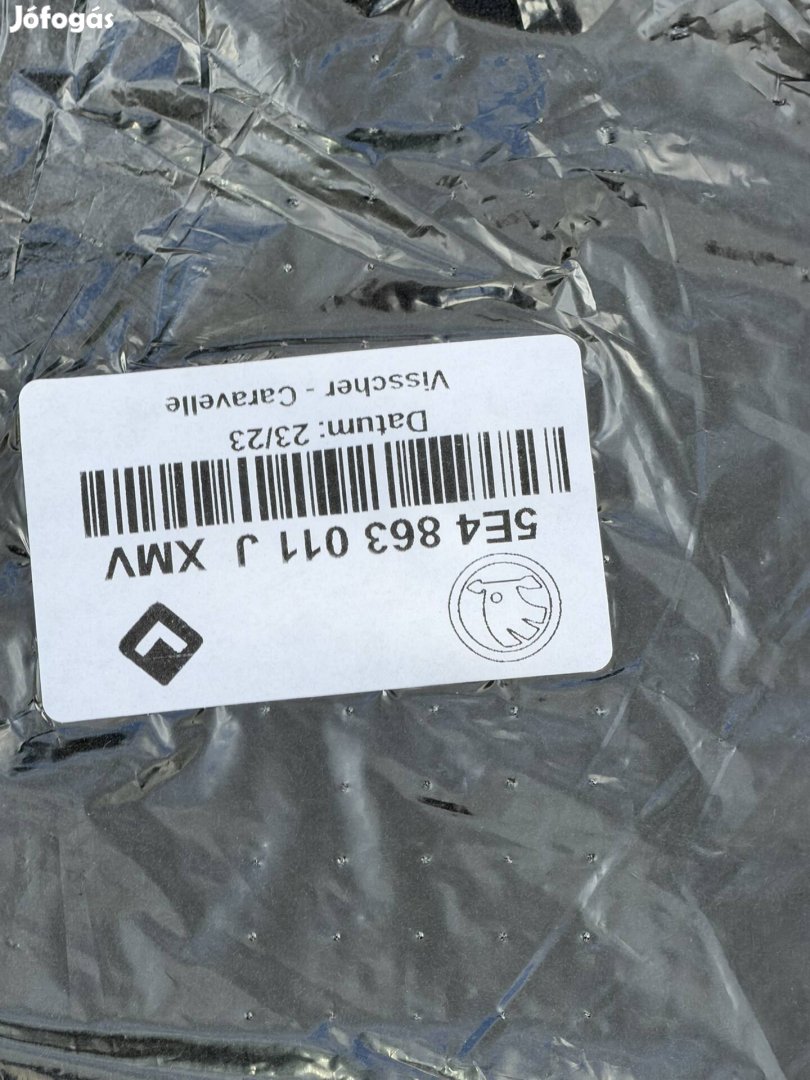 Jófogás
5E4 863 011 J XMV
Datum: 23/23
Visscher - Caravelle